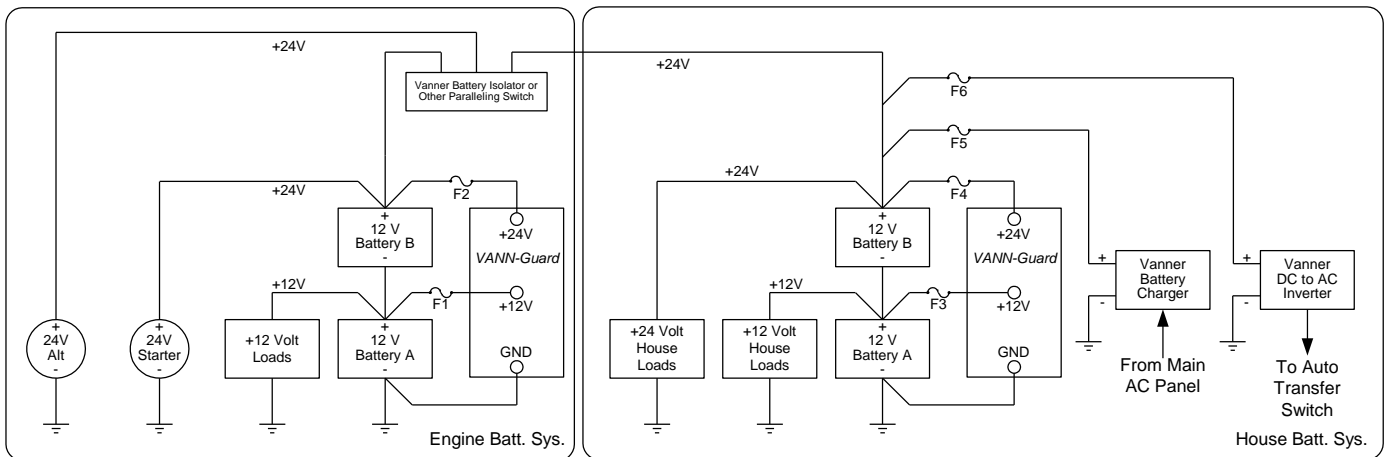 +24V
Vanner Battery Isolator or
Other Paralleling Switch
+24V
+24V
F2
+
12 V
Battery B
-
+24V
VANN-Guard
+12V
F1
+12V
+
24V
Alt
-
+
24V
Starter
-
+12 Volt
Loads
+
12 V
Battery A
-
GND
Engine Batt. Sys.
F6
F5
+24V
F4
+
12 V
Battery B
-
+24V
VANN-Guard
+12V
F3
+12V
+24 Volt
House
Loads
+12 Volt
House
Loads
+
12 V
Battery A
-
GND
+
-
Vanner
Battery
Charger
From Main
AC Panel
+
-
Vanner
DC to AC
Inverter
To Auto
Transfer
Switch
House Batt. Sys.